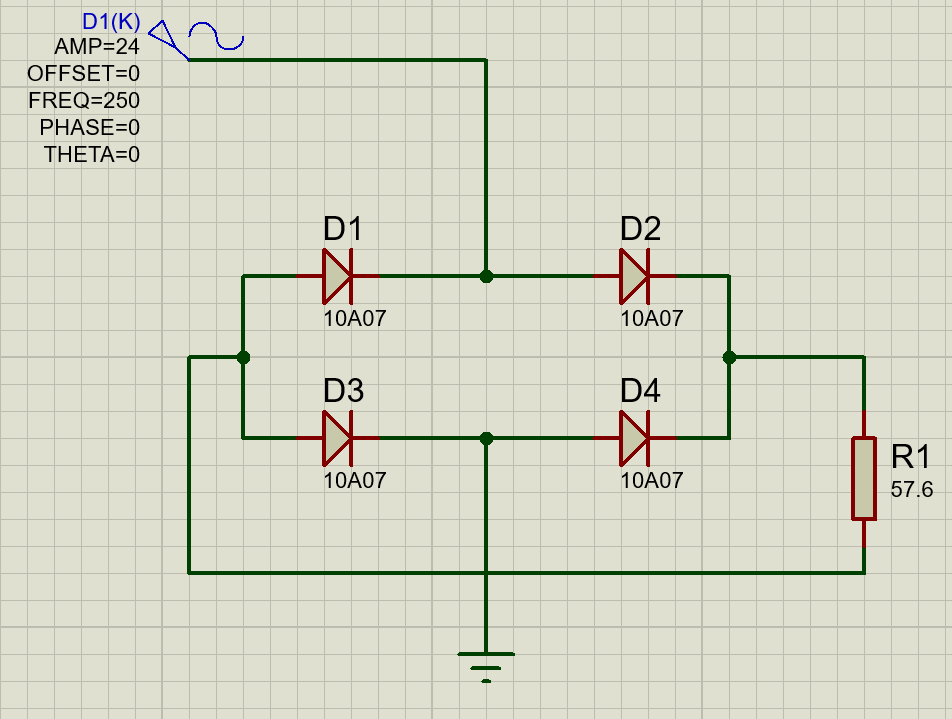 D1(K)
AMP=24
OFFSET=0
FREQ=250
PHASE=0
THETA=0
D1
10A07
D2
10A07
D3
10A07
D4
10A07
R1
57.6